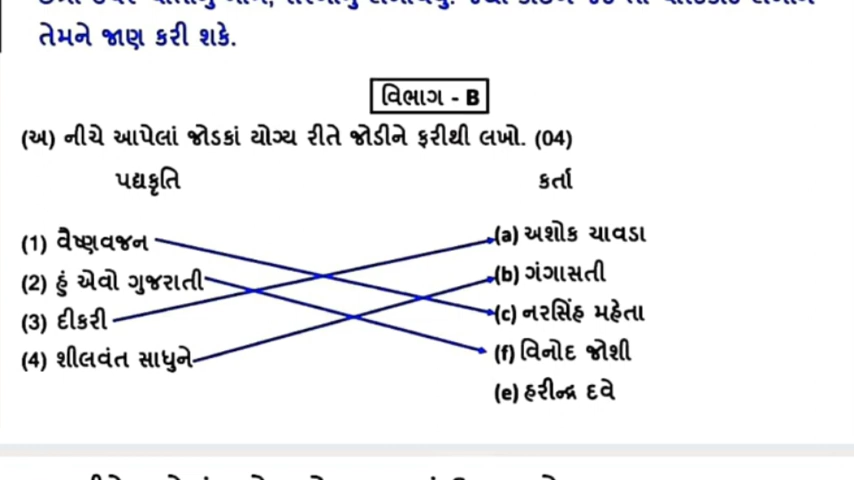 તેમને જાણ કરી શકે.
વિભાગ - B
(અ) નીચે આપેલાં જોડકાં યોગ્ય રીતે જોડીને ફરીથી લખો. (04)
પદ્યકૃતિ કર્તા
(1) વૈષ્ણવજન (a) અશોક ચાવડા
(2) હું એવો ગુજરાતી (b) ગંગાસતી
(3) દીકરી (c) નરસિંહ મહેતા
(4) શીલવંત સાધુને (f) વિનોદ જોશી
(e) હરીન્દ્ર દવે